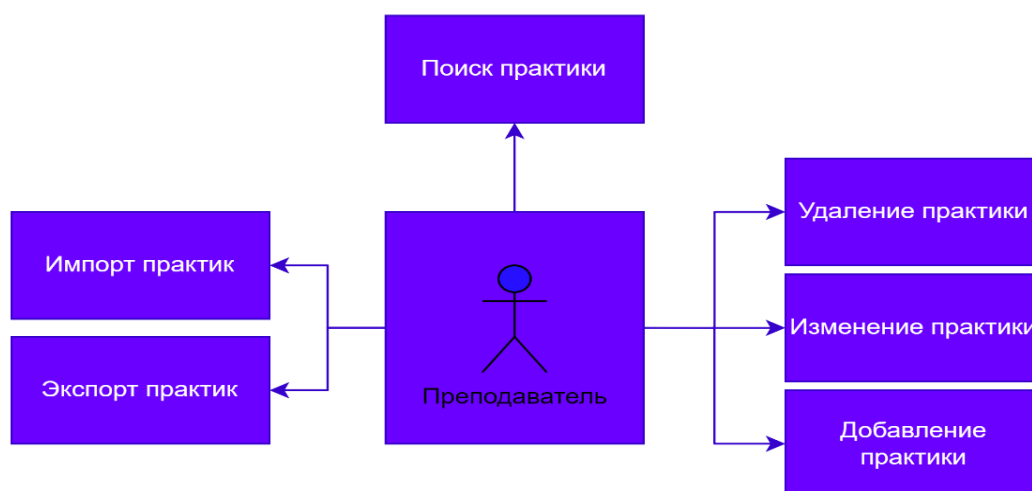 Поиск практики
Удаление практики
Импорт практик
Изменение практики
Экспорт практик
Преподаватель
Добавление
практики